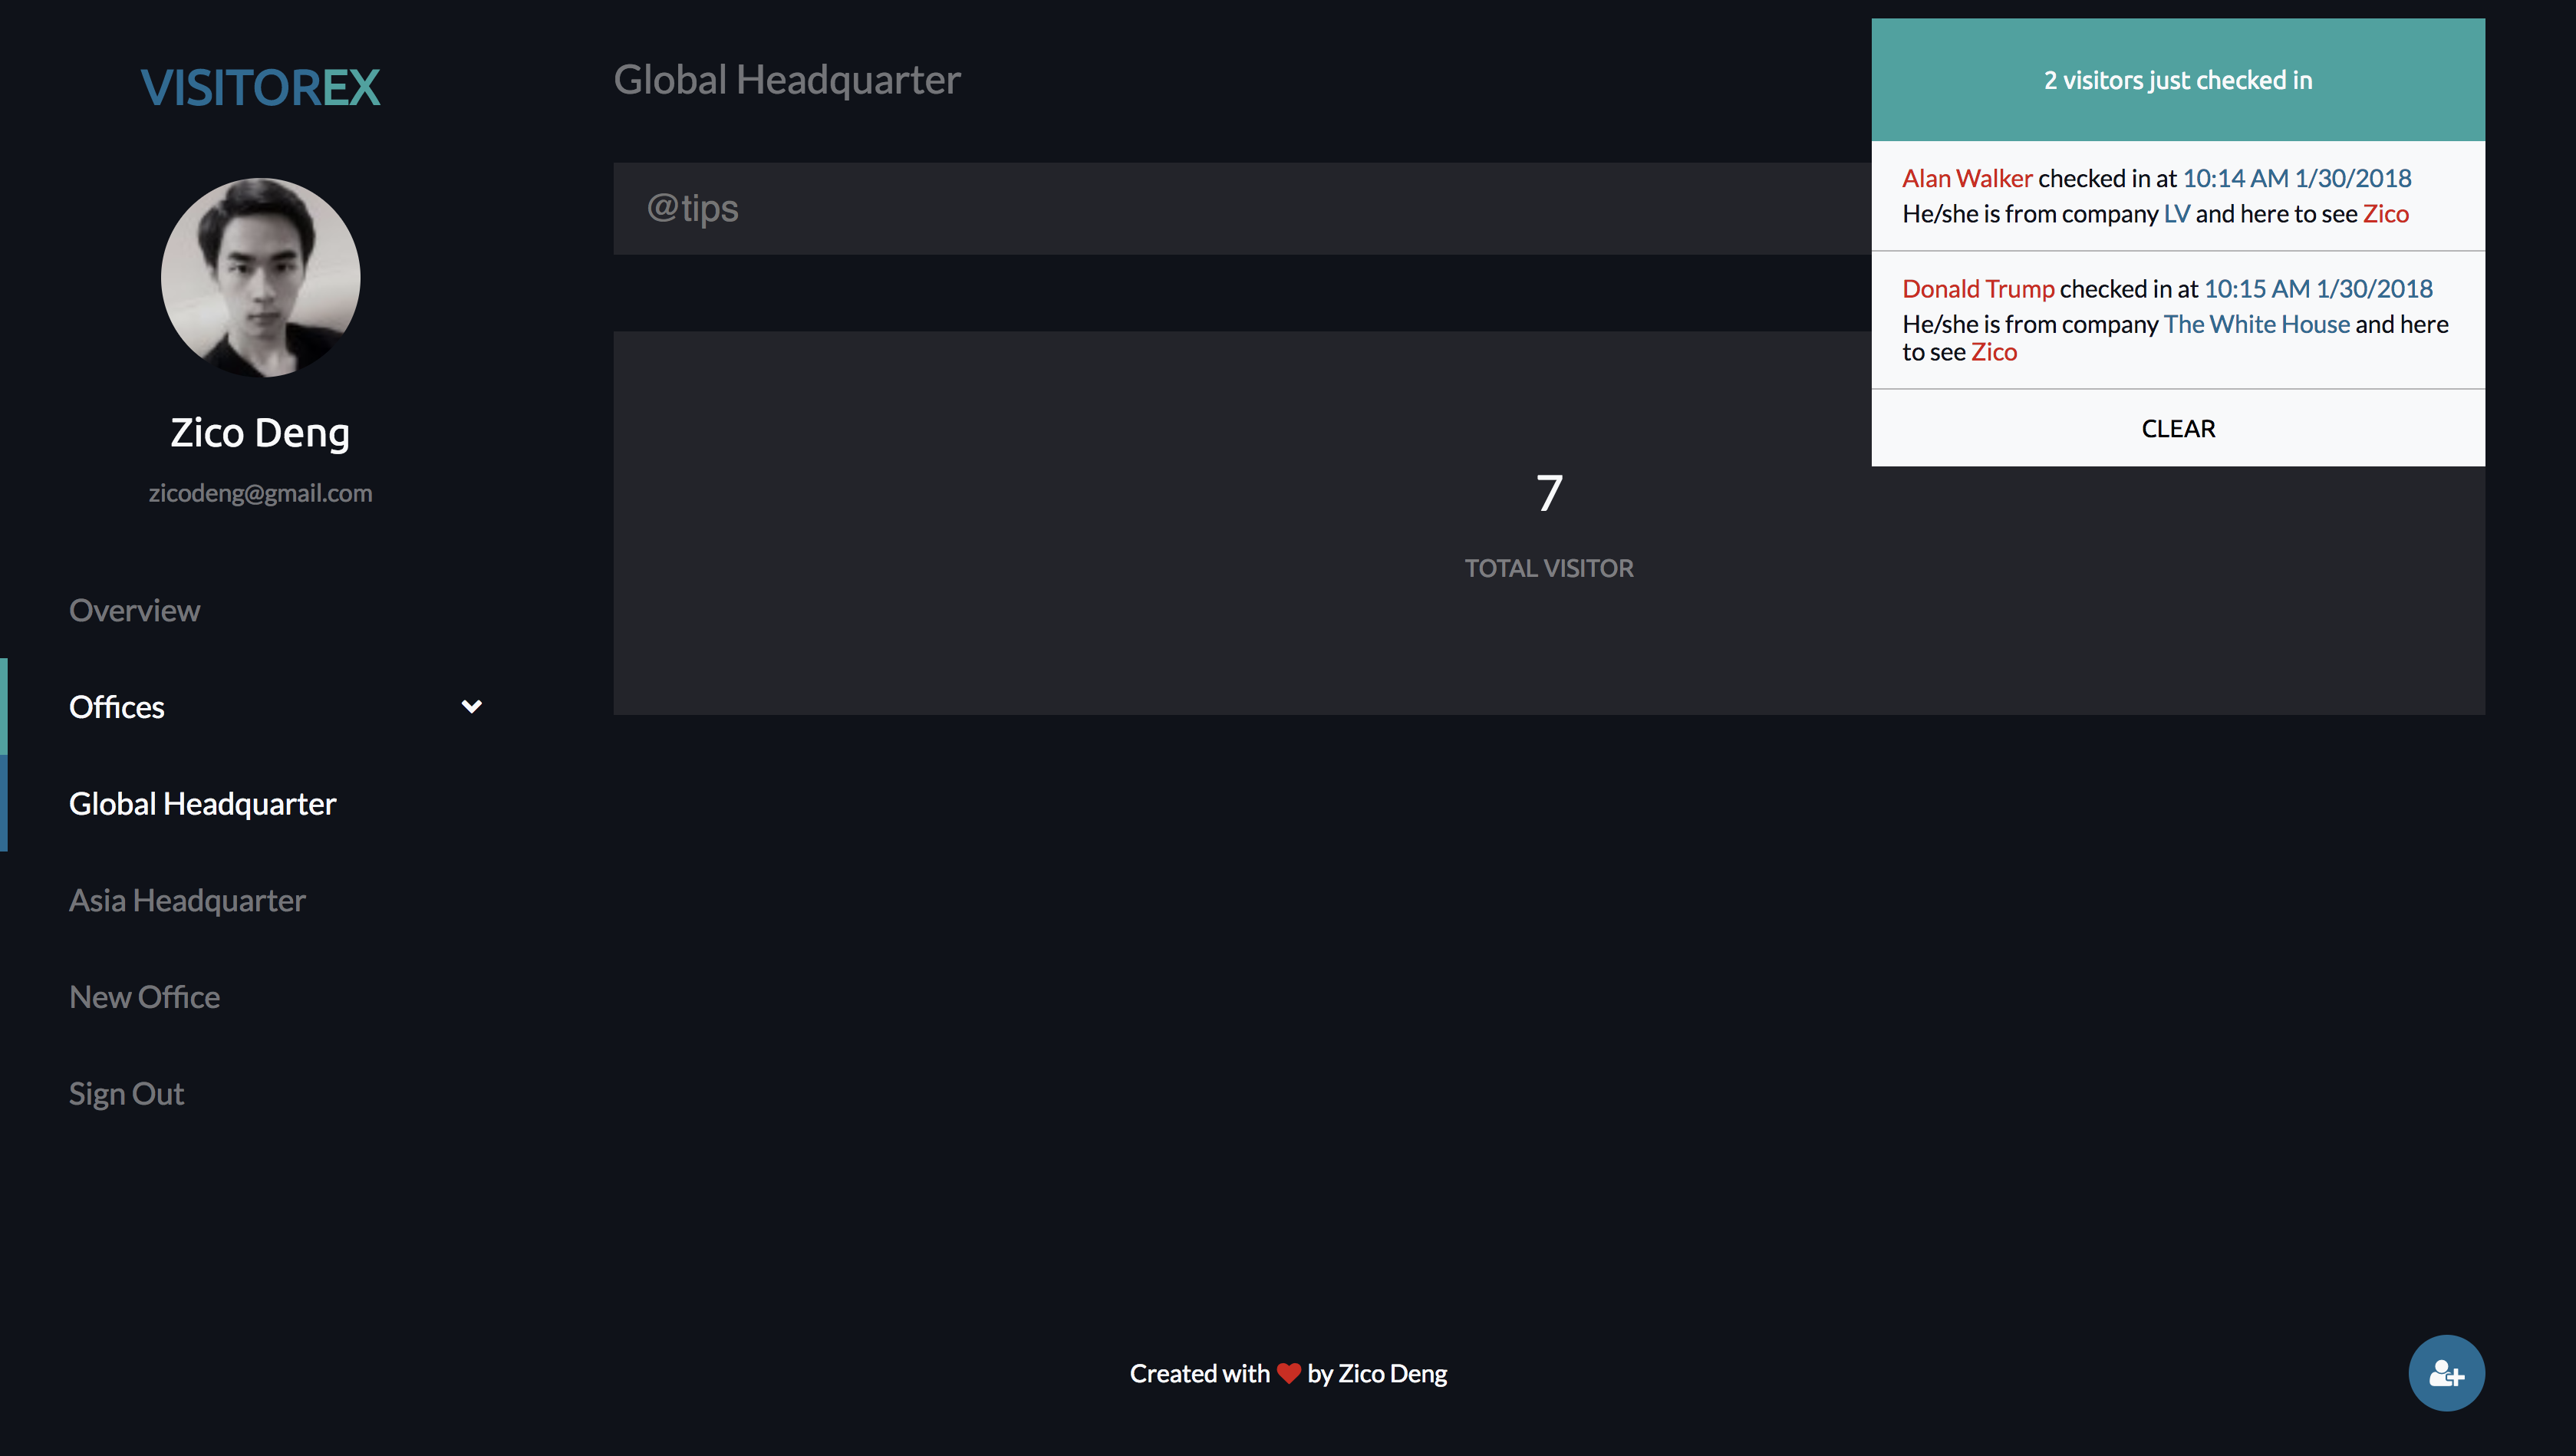 VISITOREX
Zico Deng
zicodeng@gmail.com
Overview
Offices
Global Headquarter
Asia Headquarter
New Office
Sign Out
Global Headquarter
@tips
7
TOTAL VISITOR
2 visitors just checked in
Alan Walker checked in at 10:14 AM 1/30/2018
He/she is from company LV and here to see Zico
Donald Trump checked in at 10:15 AM 1/30/2018
He/she is from company The White House and here
to see Zico
CLEAR
Created with ❤ by Zico Deng